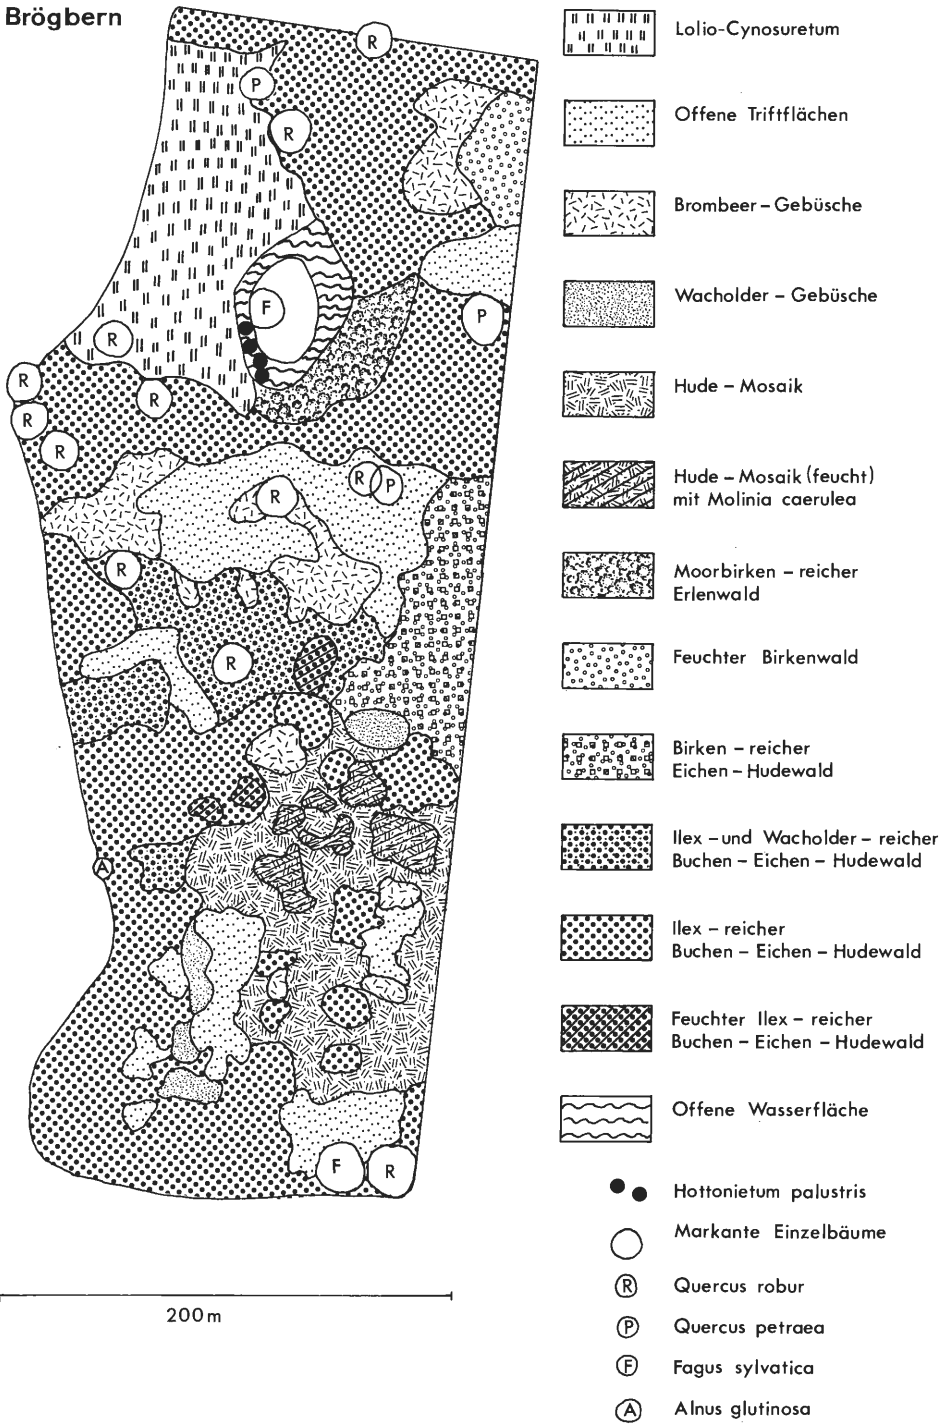 Brögbern
R
P
R
F
P
R
R
R
R
R
R P
R
R
R
A
F R
200m
Lolio-Cynosuretum
Offene Triftflächen
Brombeer-Gebüsche
Wacholder-Gebüsche
Hude-Mosaik
Hude-Mosaik (feucht)
mit Molinia caerulea
Moorbirken-reicher
Erlenwald
Feuchter Birkenwald
Birken-reicher
Eichen-Hudewald
Ilex-und Wacholder-reicher
Buchen-Eichen-Hudewald
Ilex-reicher
Buchen-Eichen-Hudewald
Feuchter Ilex-reicher
Buchen-Eichen-Hudewald
Offene Wasserfläche
Hottonietum palustris
Markante Einzelbäume
R Quercus robur
P Quercus petraea
F Fagus sylvatica
A Alnus glutinosa